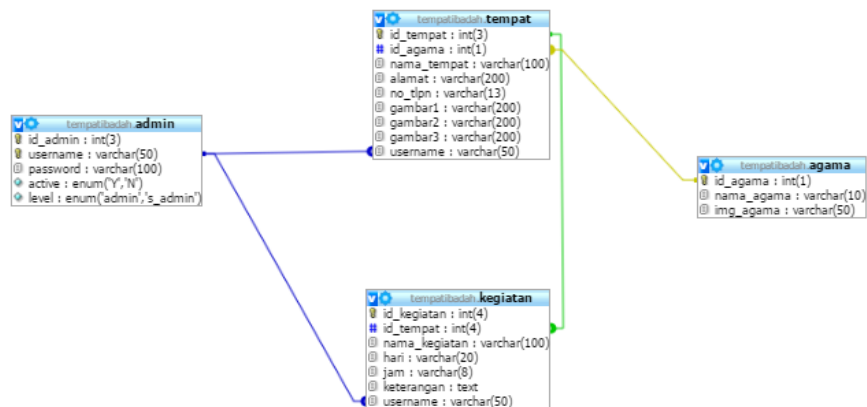 tempatibadah.tempat
id_tempat : int(3)
id_agama : int(1)
nama_tempat : varchar(100)
alamat : varchar(200)
no_tlpn : varchar(13)
gambar1 : varchar(200)
gambar2 : varchar(200)
gambar3 : varchar(200)
username : varchar(50)
tempatibadah.admin
id_admin : int(3)
username : varchar(50)
password : varchar(100)
active : enum('Y','N')
level : enum('admin','s_admin')
tempatibadah.agama
id_agama : int(1)
nama_agama : varchar(10)
img_agama : varchar(50)
tempatibadah.kegiatan
id_kegiatan : int(4)
id_tempat : int(4)
nama_kegiatan : varchar(100)
hari : varchar(20)
jam : varchar(8)
keterangan : text
username : varchar(50)